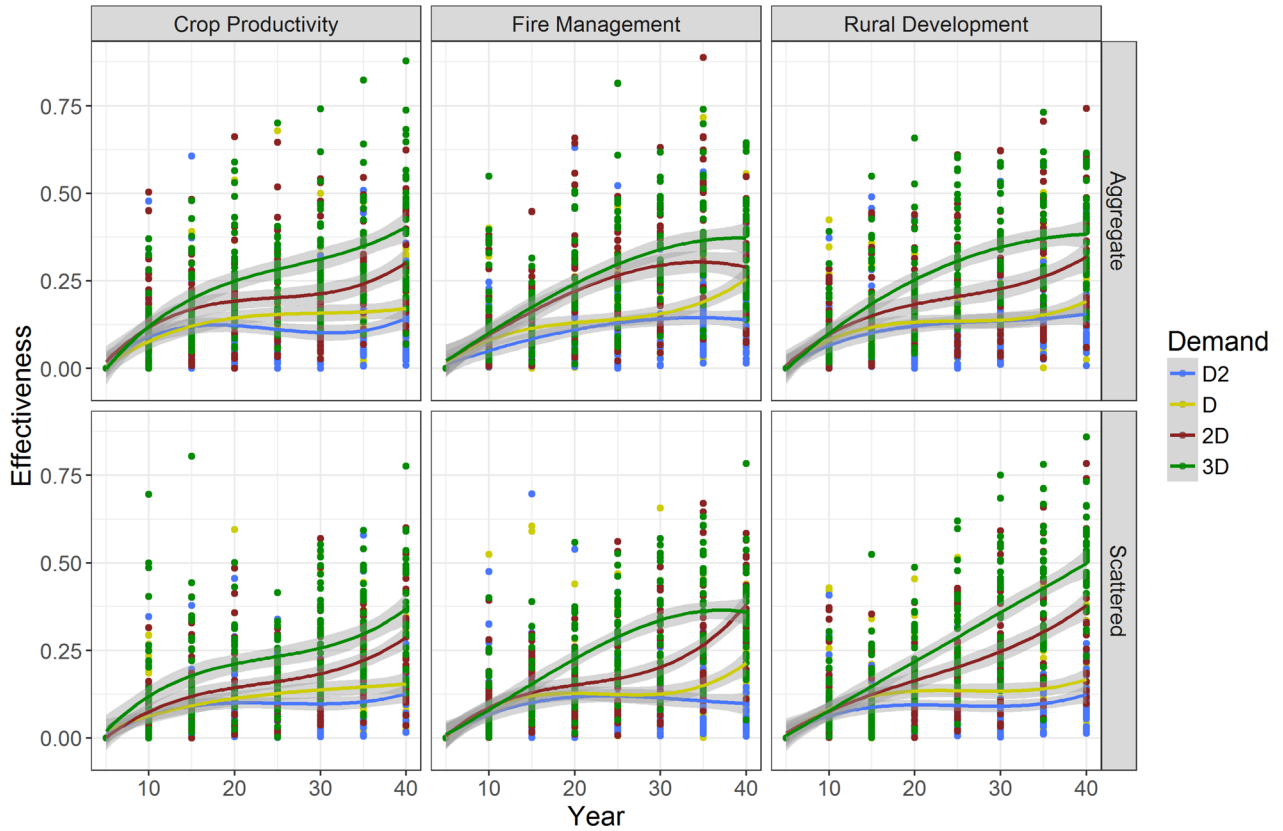 Crop Productivity Fire Management Rural Development
0.75
0.50
0.25
0.00
Aggregate
0.75
0.50
0.25
0.00
Scattered
Effectiveness
10 20 30 40 10 20 30 40 10 20 30 40
Year
Demand
D2
D
2D
3D